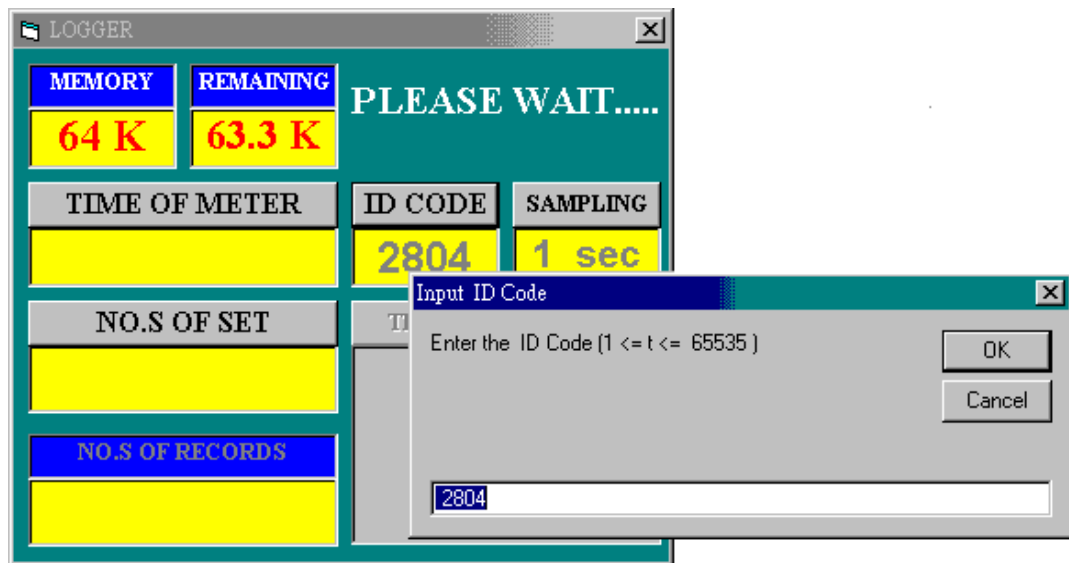 LOGGER
MEMORY REMAINING
64 K 63.3 K
PLEASE WAIT.....
TIME OF METER ID CODE SAMPLING
2804 1 sec
Input ID Code
NO.S OF SET
Enter the ID Code (1 <= t <= 65535 )
OK
Cancel
NO.S OF RECORDS
2804